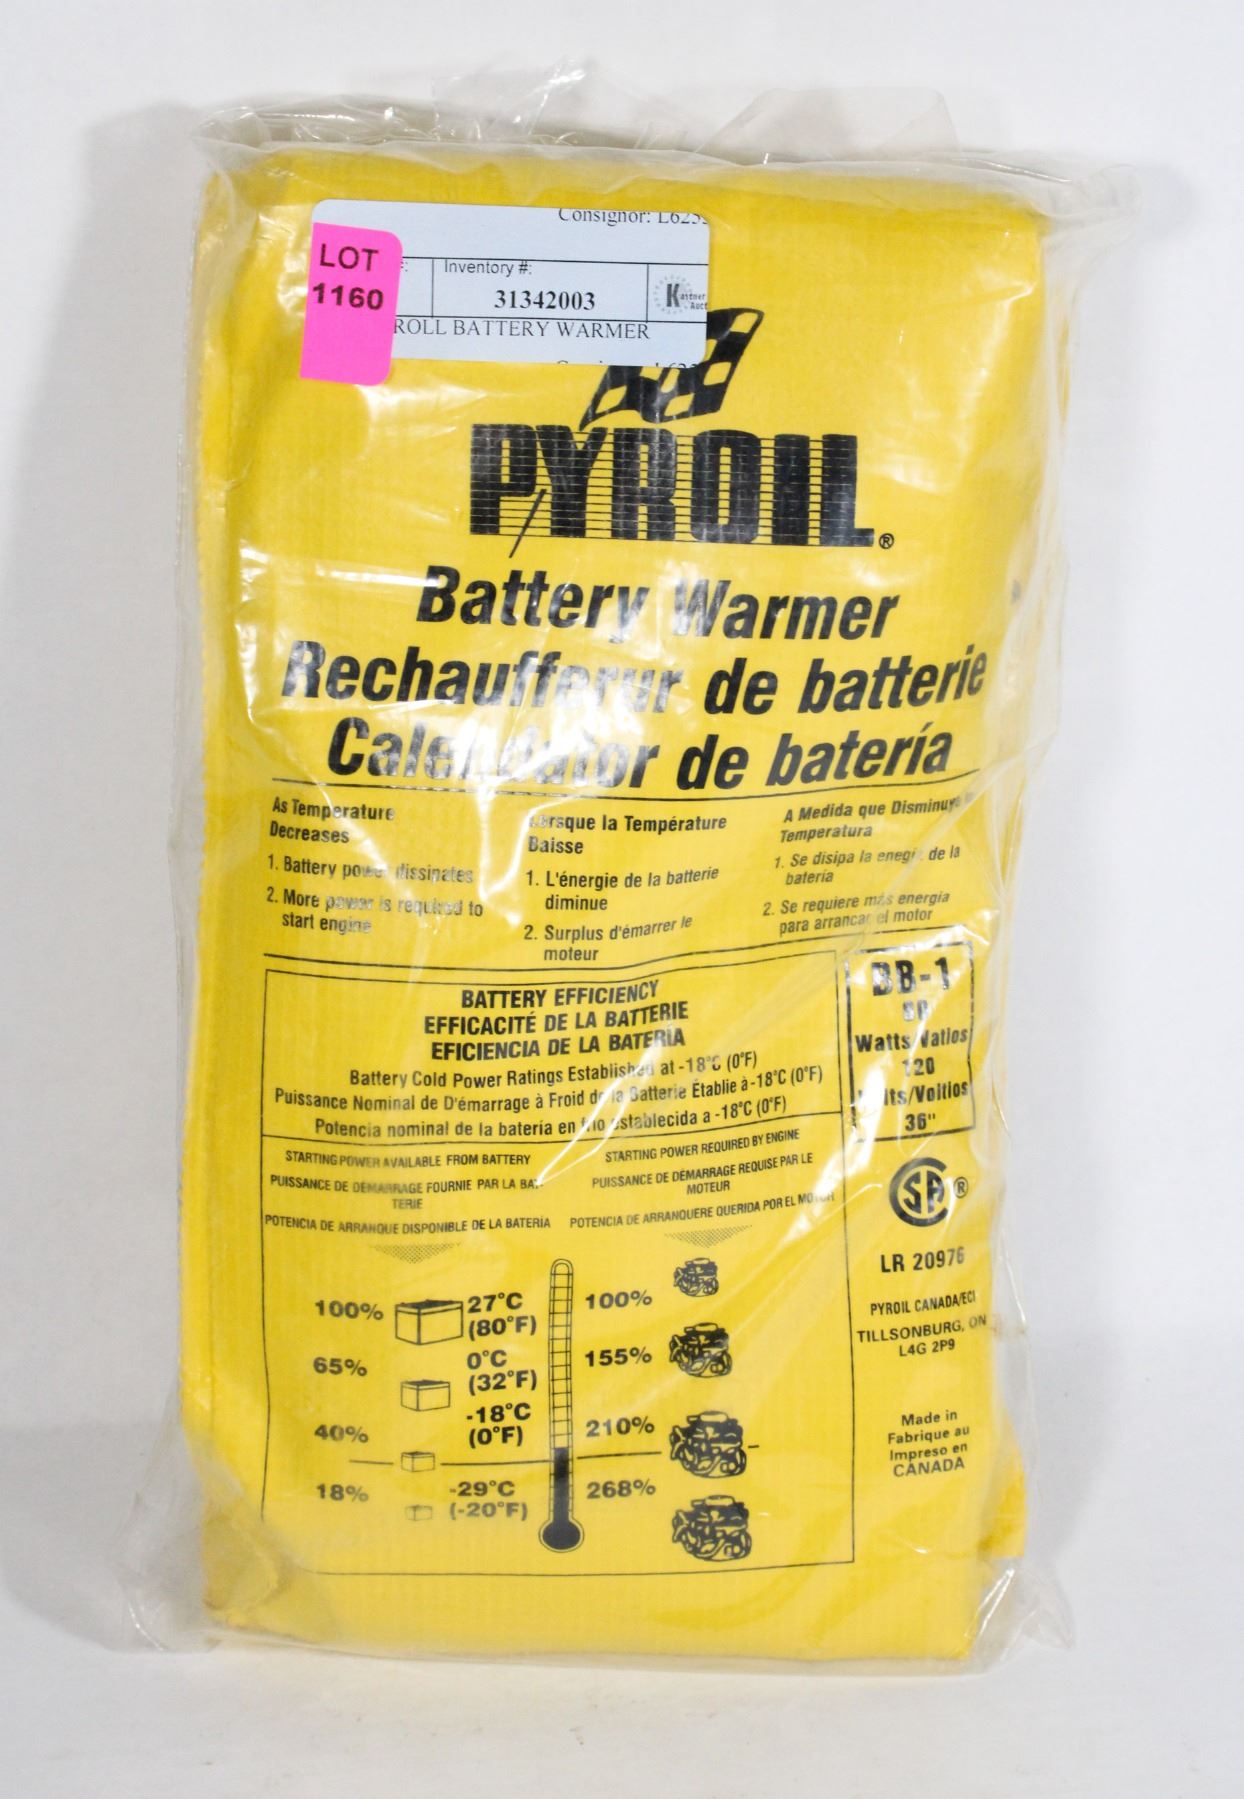 Consignor: L625
LOT
1160
Inventory #:
31342003
Kastner
Auct
ROLL BATTERY WARMER
PYROIL®
Battery Warmer
Rechaufferur de batterie
de batería
As Temperature
Decreases
1. Battery power dissipates
2. More power is required to
start engine
Lorsque la Température
Baisse
1. L'énergie de la batterie
diminue
2. Surplus d'émarrer le
moteur
A Medida que Disminuye
Temperatura
1. Se disipa la de la
batería
2. Se requiere más energía
para arrancar el motor
BATTERY EFFICIENCY
EFFICACITÉ DE LA BATTERIE
EFICIENCIA DE LA BATERÍA
Battery Cold Power Ratings Established at -18°C (0°F)
Puissance Nominal de D'émarrage à Froid de la Batterie Établie à -18°C (0°F)
Potencia nominal de la batería en frio establecida a -18°C (0°F)
BB-1
Watts/Vatios
120
Volts/Voltios
36"
STARTING POWER AVAILABLE FROM BATTERY
PUISSANCE DE DEMARRAGE FOURNIE PAR LA BAT-
TERIE
POTENCIA DE ARRANQUE DISPONIBLE DE LA BATERÍA
STARTING POWER REQUIRED BY ENGINE
PUISSANCE DE DÉMARRAGE REQUISE PAR LE
MOTEUR
POTENCIA DE ARRANQUERE QUERIDA POR EL MOTOR
100% 27°C 100%
(80°F)
65% 0°C 155%
(32°F)
40% -18°C 210%
(0°F)
18% -29°C 268%
(-20°F)
SA®
LR 20976
PYROIL CANADA/ECI
TILLSONBURG, ON
L4G 2P9
Made in
Fabrique au
Impreso en
CANADA